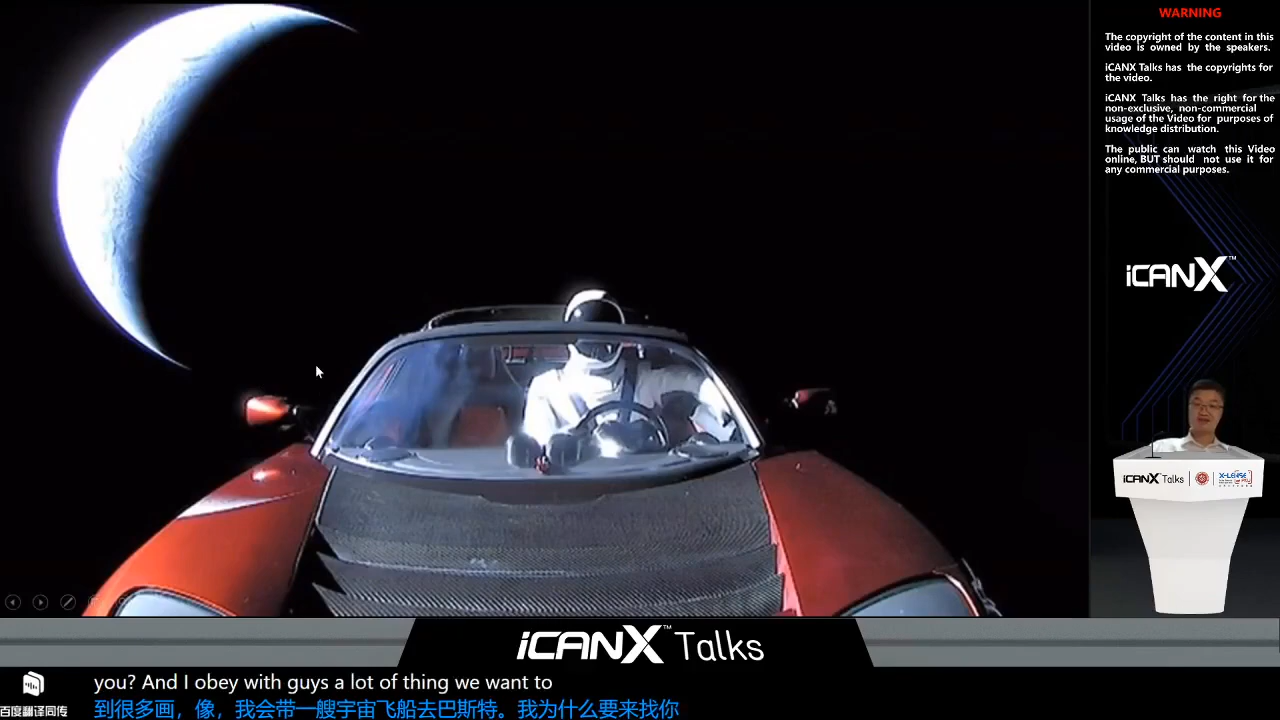 WARNING
The copyright of the content in this
video is owned by the speakers.
iCANX Talks has the copyrights for
the video.
iCANX Talks has the right for the
non-exclusive, non-commercial
usage of the Video for purposes of
knowledge distribution.
The public can watch this Video
online, BUT should not use it for
any commercial purposes.
iCANX™
iCANX Talks
iCANX™ Talks
you? And I obey with guys a lot of thing we want to
百度翻译同传
到很多画，像，我会带一艘宇宙飞船去巴斯特。我为什么要来找你